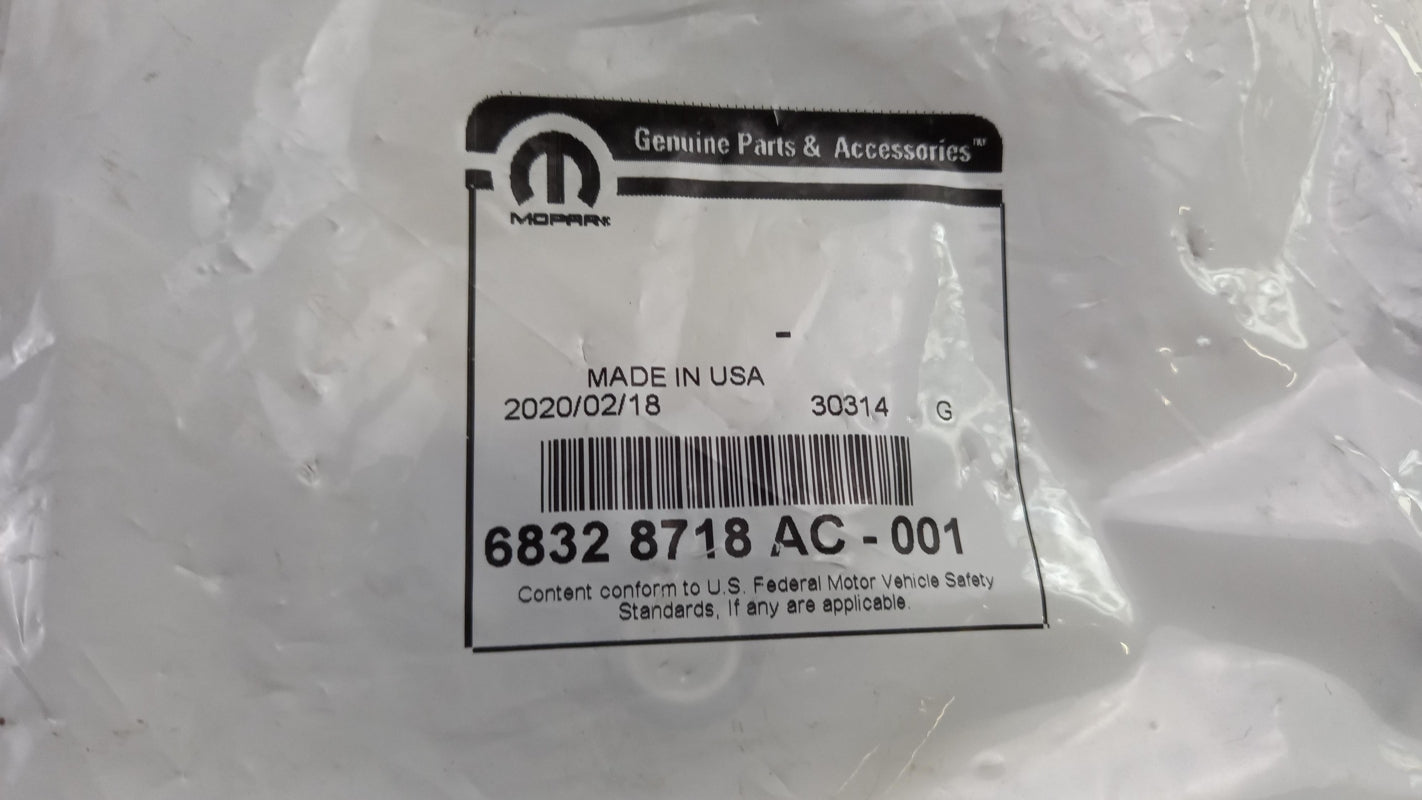 Genuine Parts & Accessories™
MOPAR
-
MADE IN USA
2020/02/18 30314 G
6832 8718 AC - 001
Content conform to U.S. Federal Motor Vehicle Safety
Standards, If any are applicable.